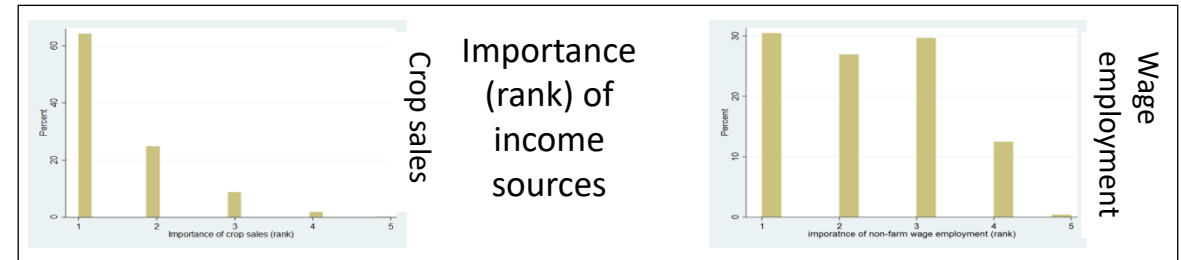 60
40
20
0
Percent
1 2 3 4 5
Importance of crop sales (rank)
Crop sales
Importance
(rank) of
income
sources
30
20
10
0
Percent
1 2 3 4 5
imporatnce of non-farm wage employment (rank)
Wage
employment